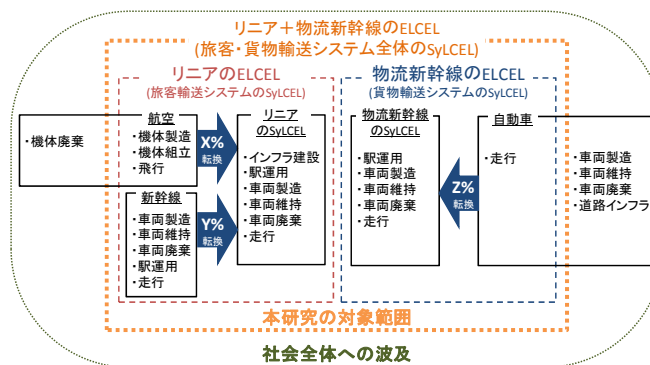 リニア＋物流新幹線のELCEL
(旅客・貨物輸送システム全体のSyLCEL)
リニアのELCEL
(旅客輸送システムのSyLCEL)
物流新幹線のELCEL
(貨物輸送システムのSyLCEL)
・機体廃棄
航空
・機体製造
・機体組立
・飛行
X%
転換
新幹線
・車両製造
・車両維持
・車両廃棄
・駅運用
・走行
Y%
転換
リニア
のSyLCEL
・インフラ建設
・駅運用
・車両製造
・車両維持
・車両廃棄
・走行
物流新幹線
のSyLCEL
・駅運用
・車両製造
・車両維持
・車両廃棄
・走行
Z%
転換
自動車
・走行
・車両製造
・車両維持
・車両廃棄
・道路インフラ
本研究の対象範囲
社会全体への波及